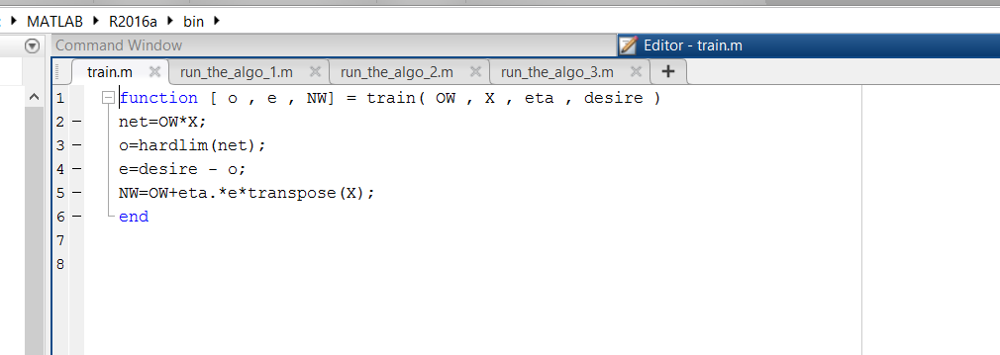 MATLAB R2016a bin
Command Window Editor - train.m
train.m run_the_algo_1.m run_the_algo_2.m run_the_algo_3.m +
1 function [ o , e , NW] = train( OW , X , eta , desire )
2 net=OW*X;
3 o=hardlim(net);
4 e=desire - o;
5 NW=OW+eta.*e*transpose(X);
6 end
7
8